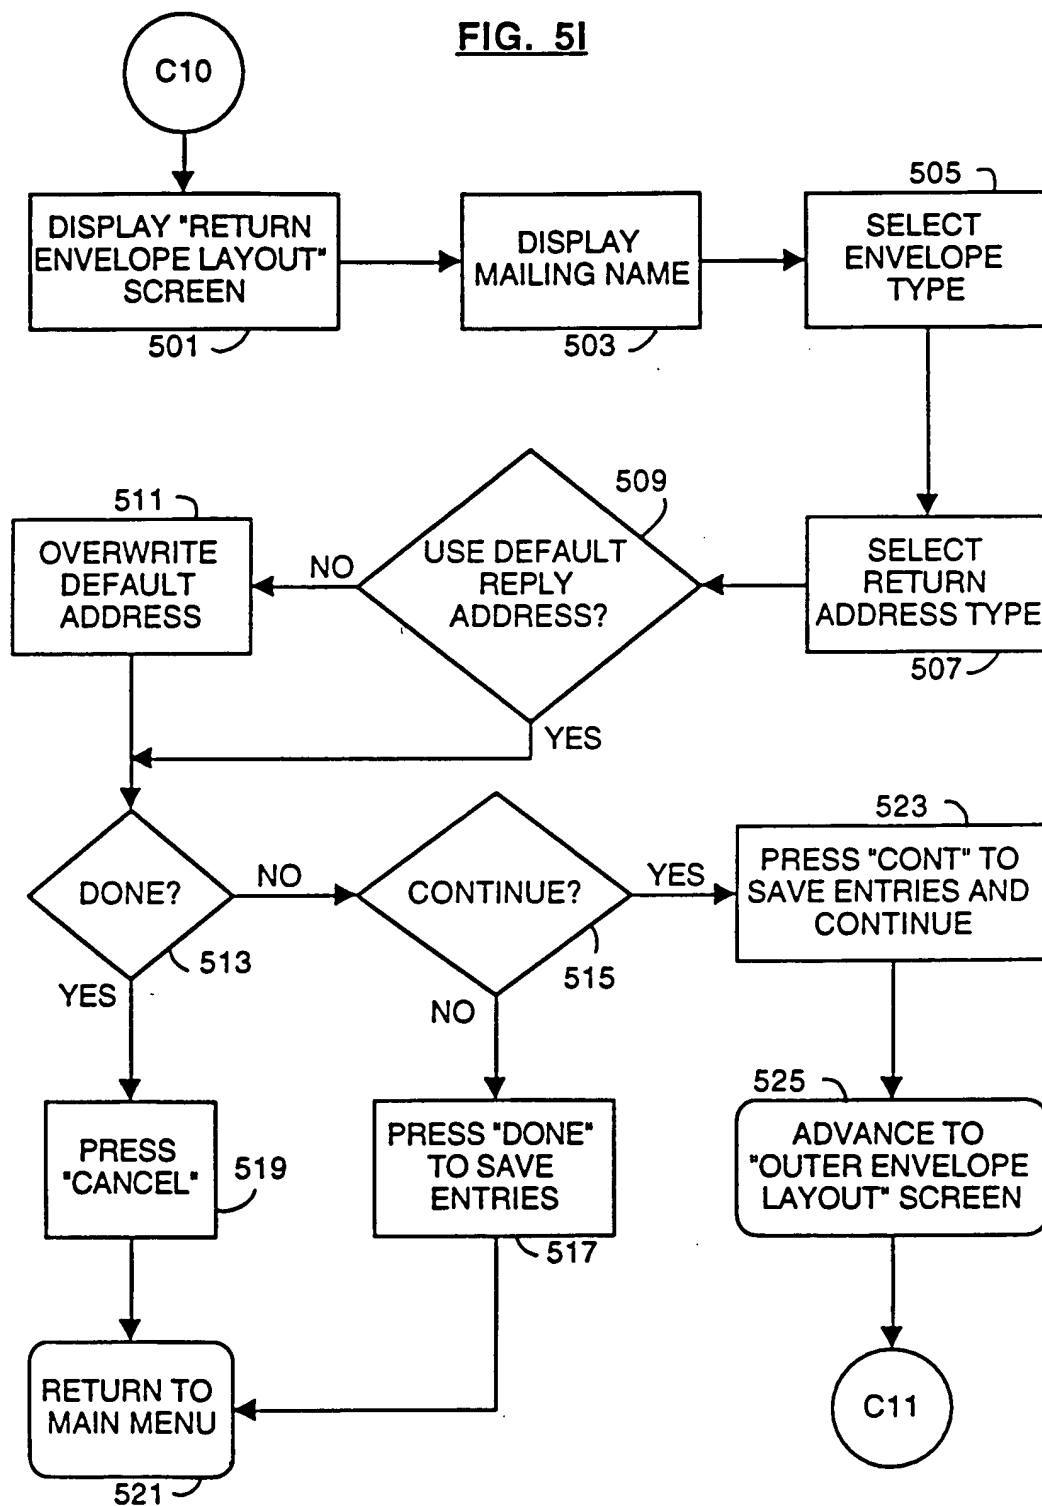 FIG. 5I
C10
DISPLAY "RETURN
ENVELOPE LAYOUT"
SCREEN
501
DISPLAY
MAILING NAME
503
505
SELECT
ENVELOPE
TYPE
511
OVERWRITE
DEFAULT
ADDRESS
NO
509
USE DEFAULT
REPLY
ADDRESS?
YES
SELECT
RETURN
ADDRESS TYPE
507
DONE?
513
NO
YES
CONTINUE?
515
YES
NO
523
PRESS "CONT" TO
SAVE ENTRIES AND
CONTINUE
PRESS
"CANCEL"
519
PRESS "DONE"
TO SAVE
ENTRIES
517
525
ADVANCE TO
"OUTER ENVELOPE
LAYOUT" SCREEN
RETURN TO
MAIN MENU
521
C11